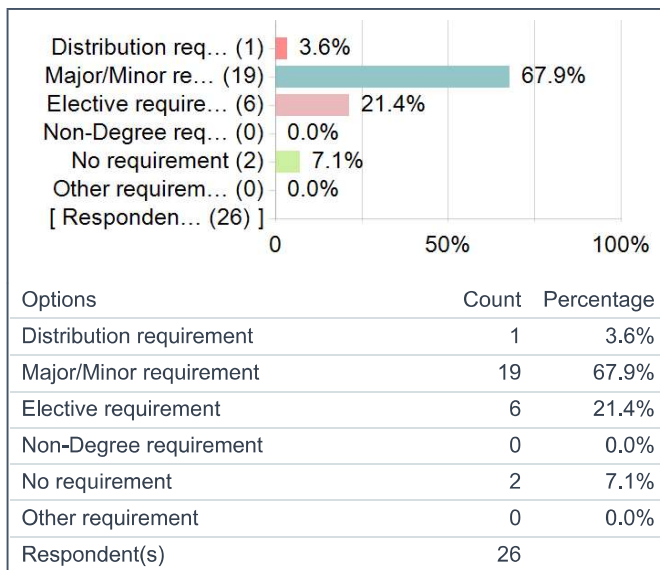 Distribution req… (1) 3.6%
Major/Minor re… (19) 67.9%
Elective require… (6) 21.4%
Non-Degree req… (0) 0.0%
No requirement (2) 7.1%
Other requirem… (0) 0.0%
[ Responden… (26) ]
0 50% 100%
Options Count Percentage
Distribution requirement 1 3.6%
Major/Minor requirement 19 67.9%
Elective requirement 6 21.4%
Non-Degree requirement 0 0.0%
No requirement 2 7.1%
Other requirement 0 0.0%
Respondent(s) 26